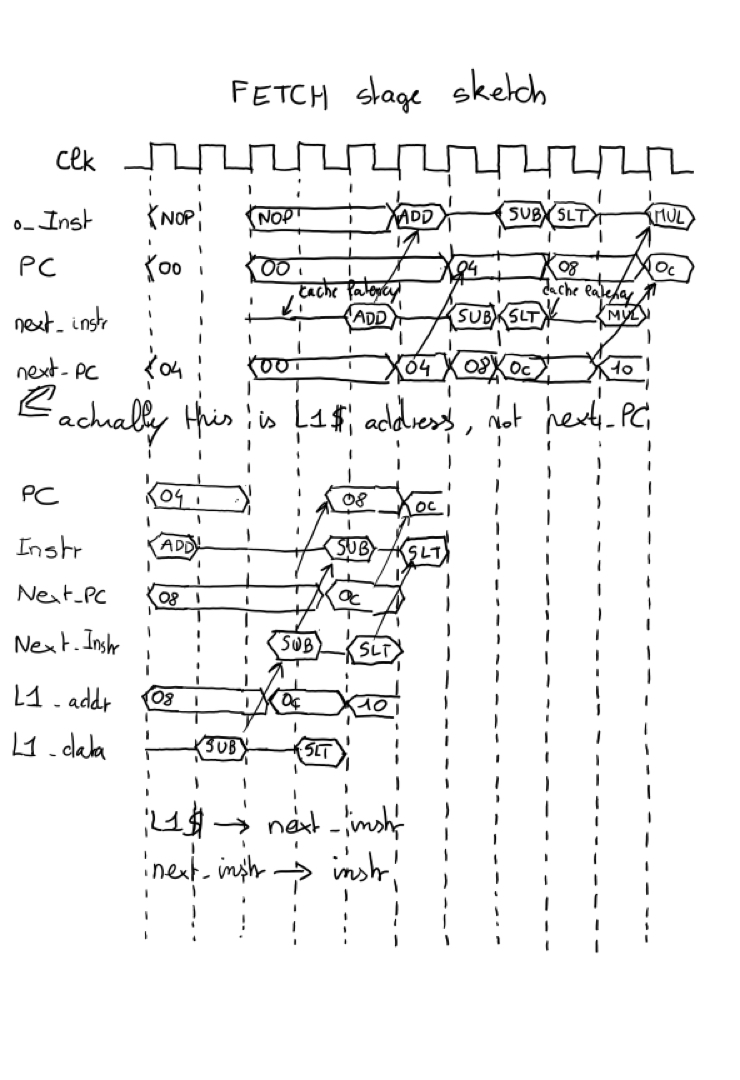 FETCH stage sketch
Clk
o_Inst NOP NOP ADD SUB SLT MUL
PC 00 00 04 08 0c
cache latency cache latency
next_instr ADD SUB SLT MUL
next_PC 04 00 04 08 0c 10
actually this is L1$ address, not next_PC
PC 04 08 0c
Instr ADD SUB SLT
Next_PC 08 0c
Next_Instr SUB SLT
L1_addr 08 0c 10
L1_data SUB SLT
L1$ → next_instr
next_instr → instr